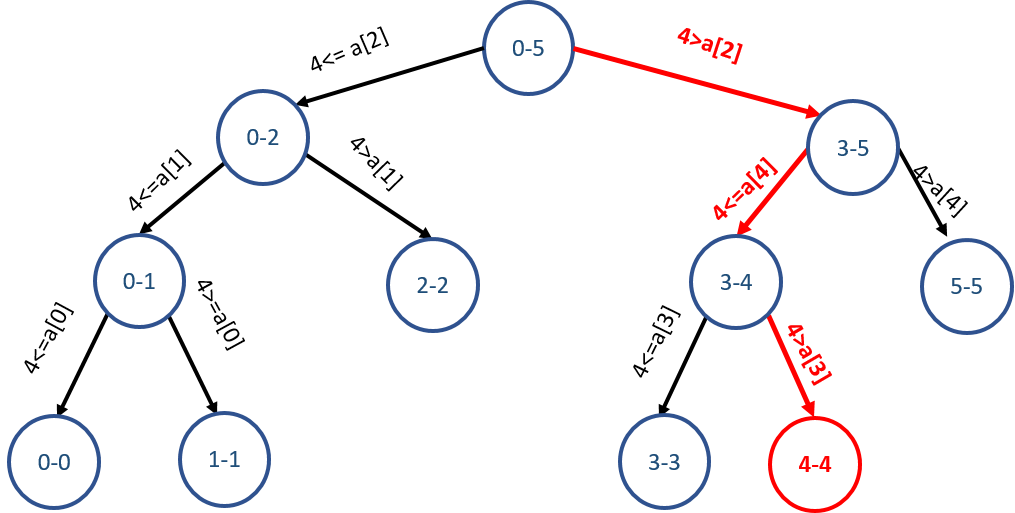 0-5
4<= a[2]
4>a[2]
0-2
3-5
4<=a[1]
4>a[1]
4<=a[4]
4>a[4]
0-1
2-2
3-4
5-5
4<=a[0]
4>=a[0]
4<=a[3]
4>a[3]
0-0
1-1
3-3
4-4